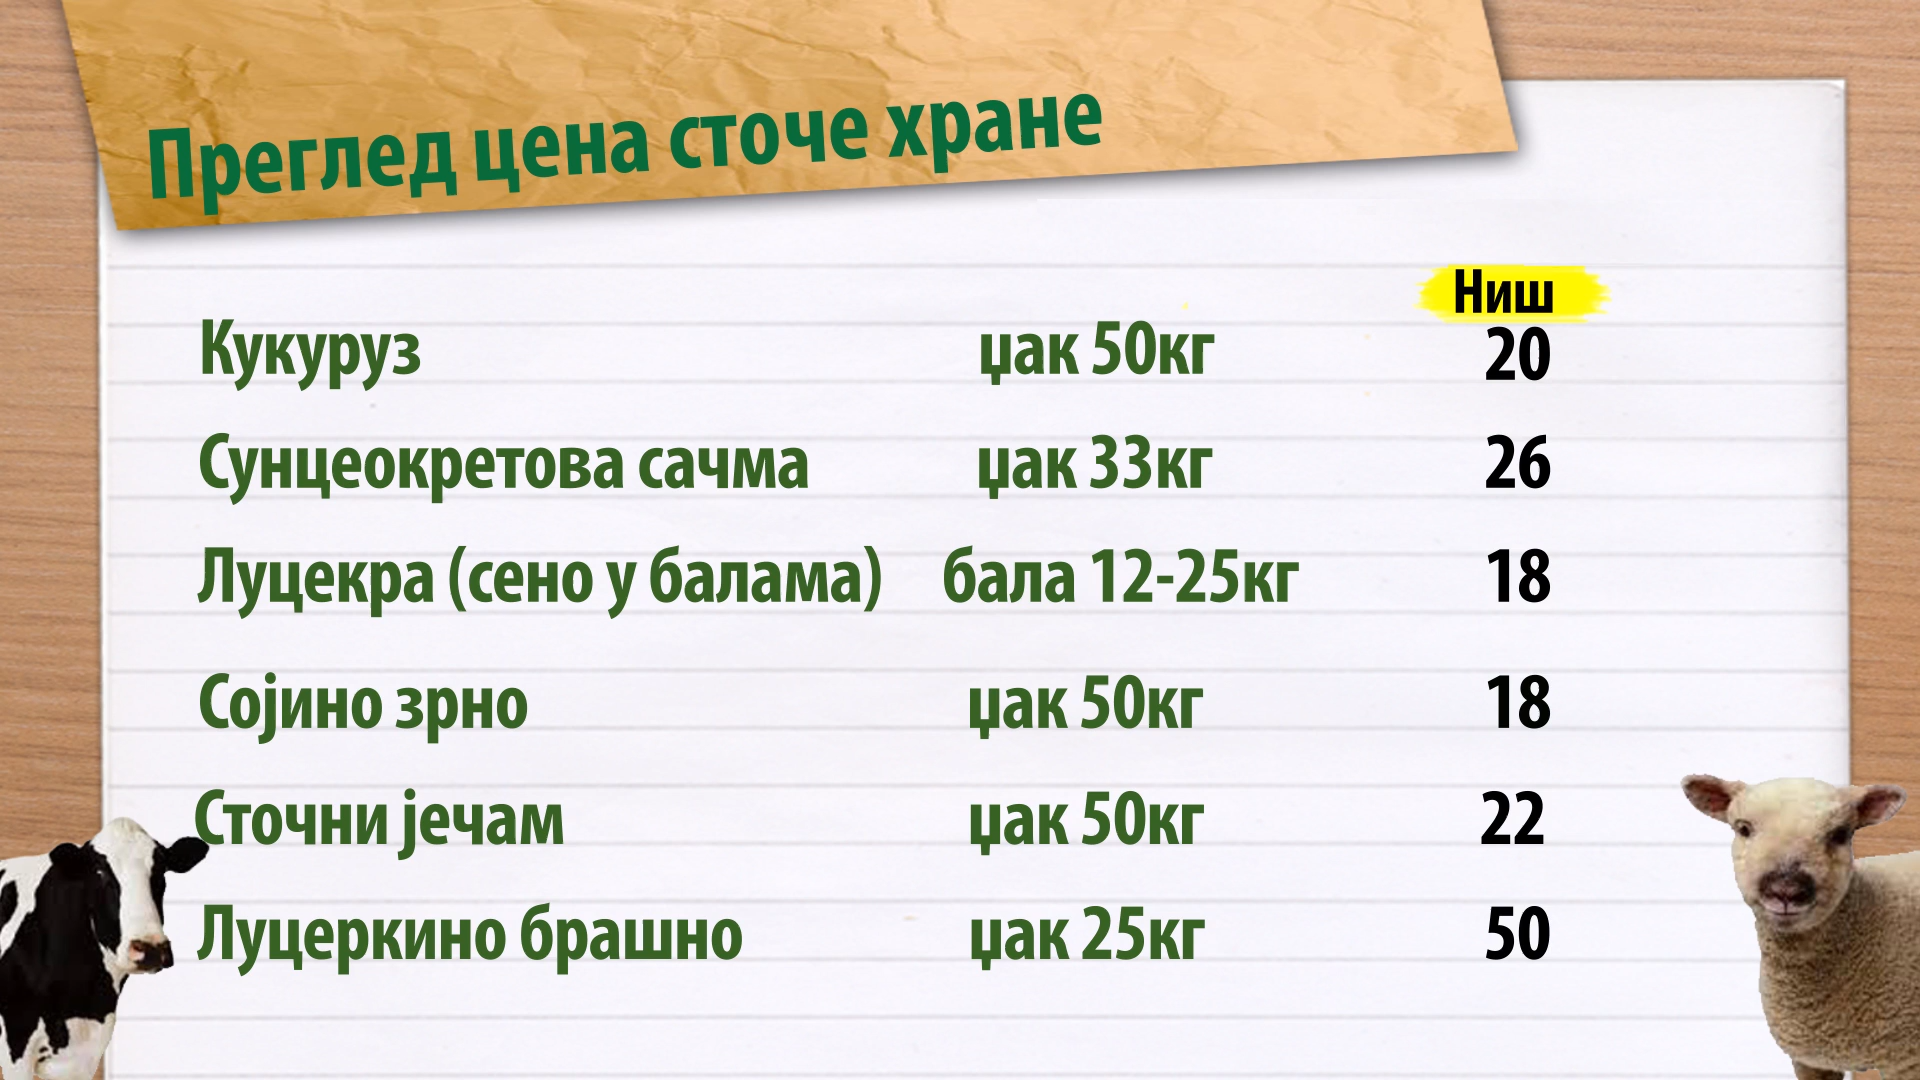 Преглед цена сточе хране
Ниш
Кукуруз џак 50кг 20
Сунцеокретова сачма џак 33кг 26
Луцекра (сено у балама) бала 12-25кг 18
Сојино зрно џак 50кг 18
Сточни јечам џак 50кг 22
Луцеркино брашно џак 25кг 50